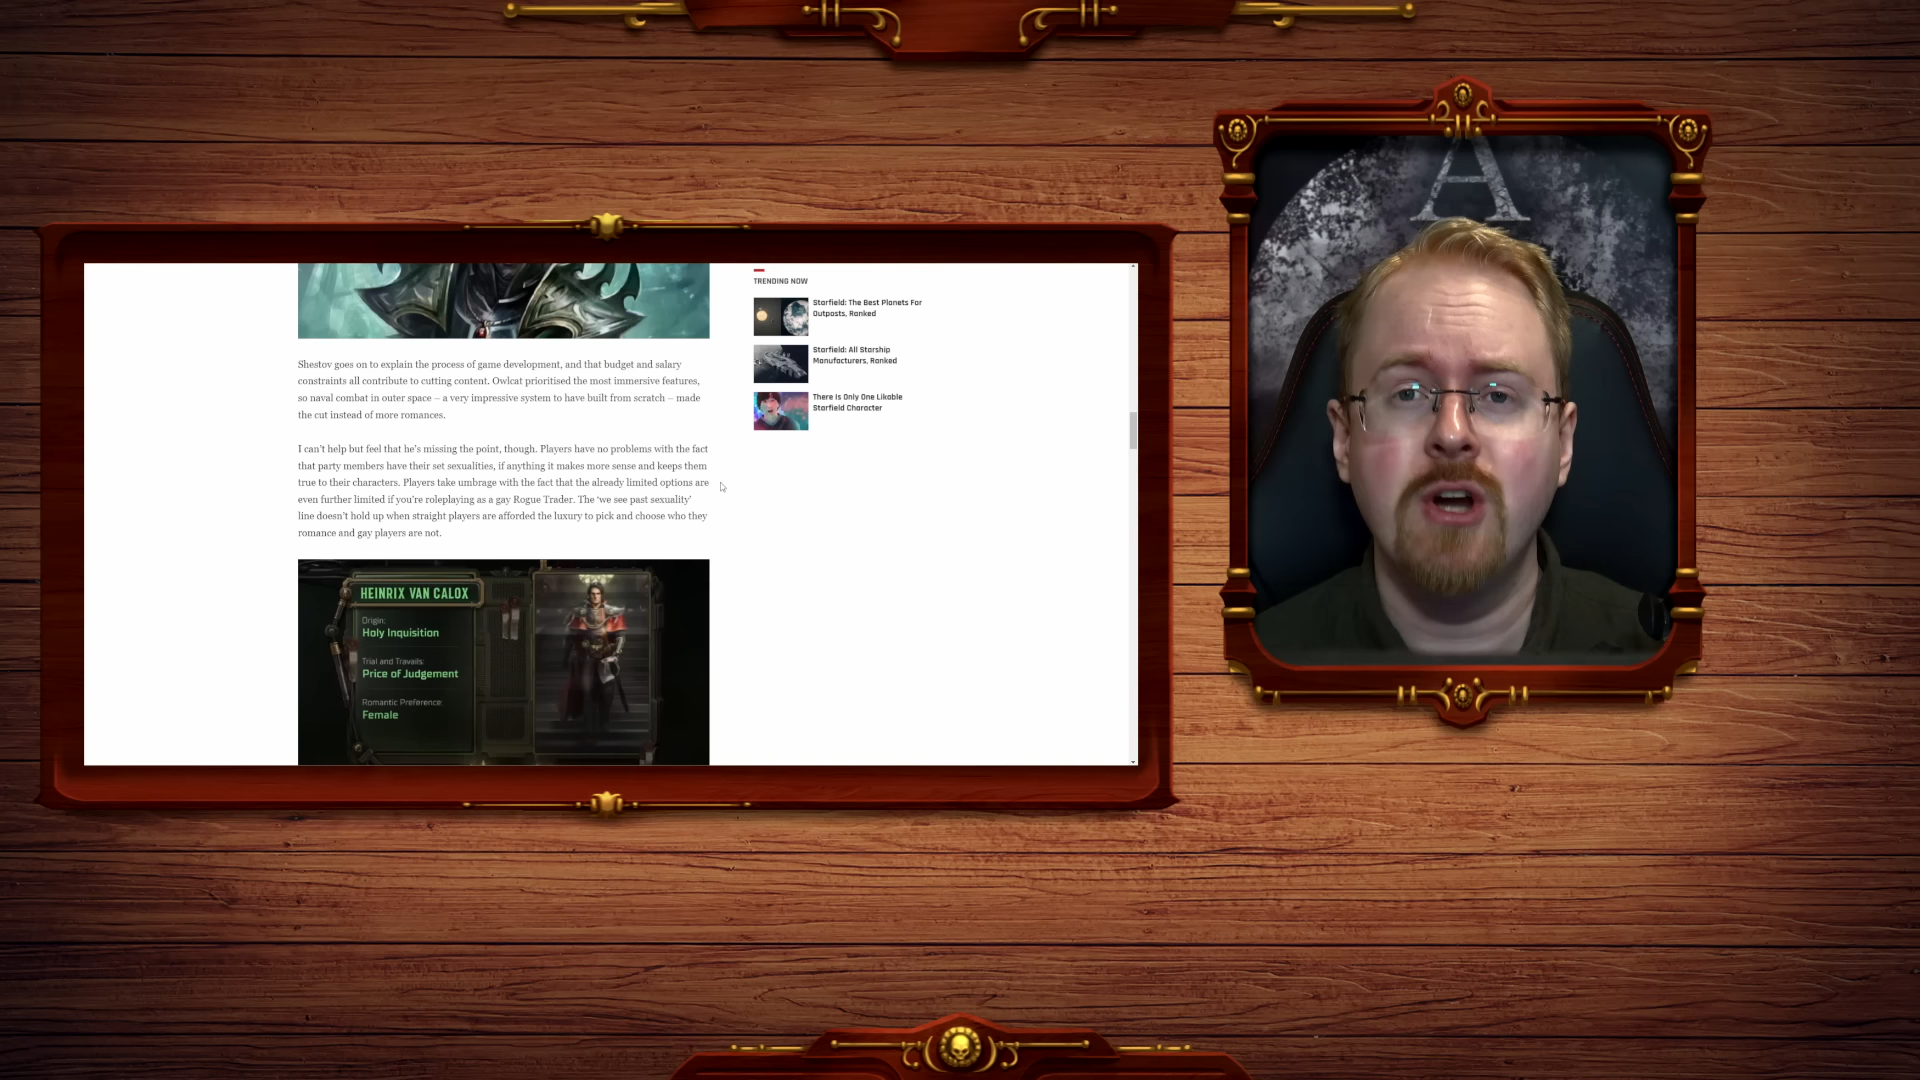 A
TRENDING NOW
Starfield: The Best Planets For
Outposts, Ranked
Starfield: All Starship
Manufacturers, Ranked
There Is Only One Likable
Starfield Character
Shestov goes on to explain the process of game development, and that budget and salary
constraints all contribute to cutting content. Owlcat prioritised the most immersive features,
so naval combat in outer space – a very impressive system to have built from scratch – made
the cut instead of more romances.
I can’t help but feel that he’s missing the point, though. Players have no problems with the fact
that party members have their set sexualities, if anything it makes more sense and keeps them
true to their characters. Players take umbrage with the fact that the already limited options are
even further limited if you’re roleplaying as a gay Rogue Trader. The ‘we see past sexuality’
line doesn’t hold up when straight players are afforded the luxury to pick and choose who they
romance and gay players are not.
HEINRIX VAN CALOX
Origin:
Holy Inquisition
Trial and Travails:
Price of Judgement
Romantic Preference:
Female